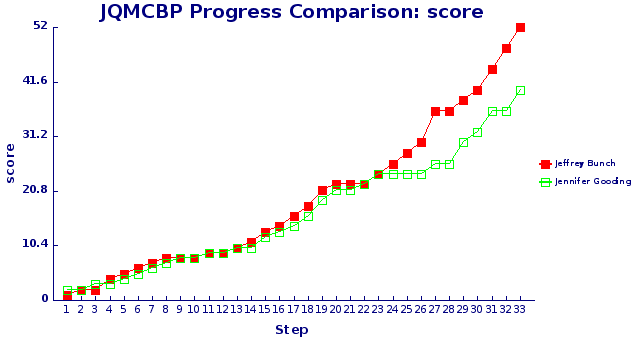 JQMCBP Progress Comparison: score
52
41.6
31.2
20.8
10.4
0
score
1 2 3 4 5 6 7 8 9 10 11 12 13 14 15 16 17 18 19 20 21 22 23 24 25 26 27 28 29 30 31 32 33
Step
Jeffrey Bunch
Jennifer Gooding